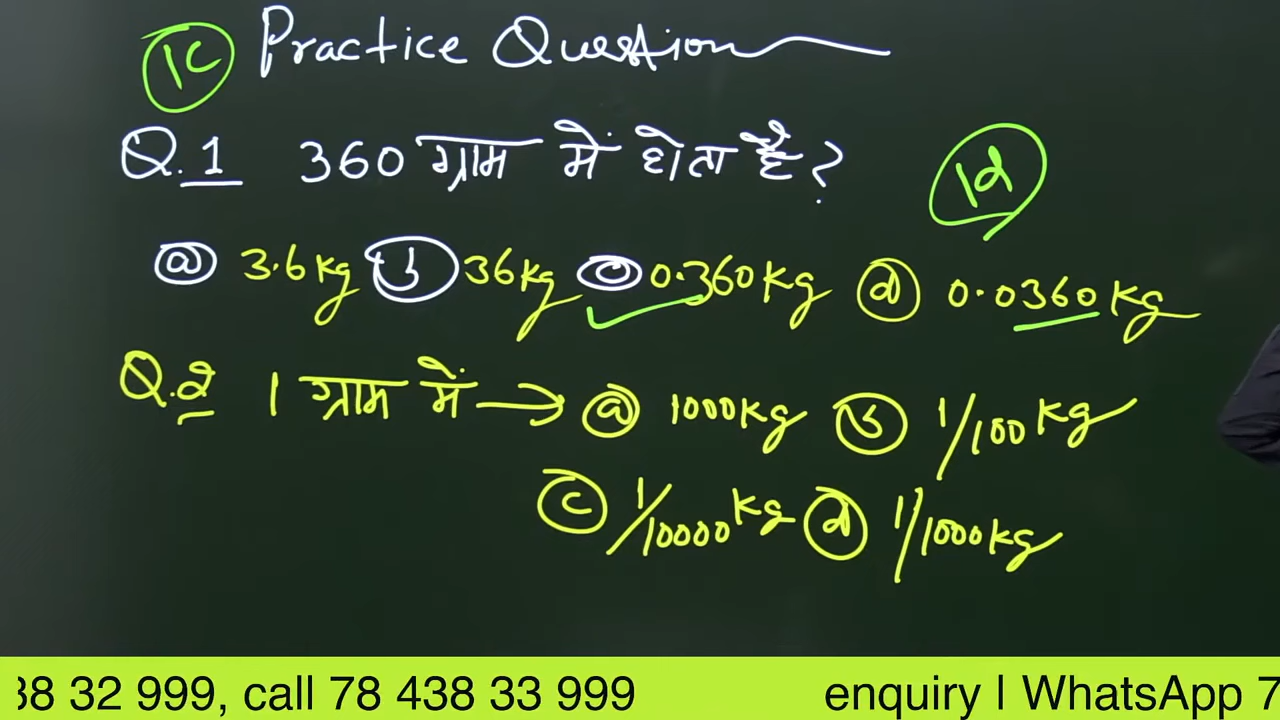 1c Practice Question
Q.1 360 ग्राम में होता है?
1d
a 3.6kg b 36kg c 0.360kg d 0.0360kg
Q.2 1 ग्राम में → a 1000kg b 1/100kg
c 1/10000kg d 1/1000kg
38 32 999, call 78 438 33 999 enquiry | WhatsApp 7